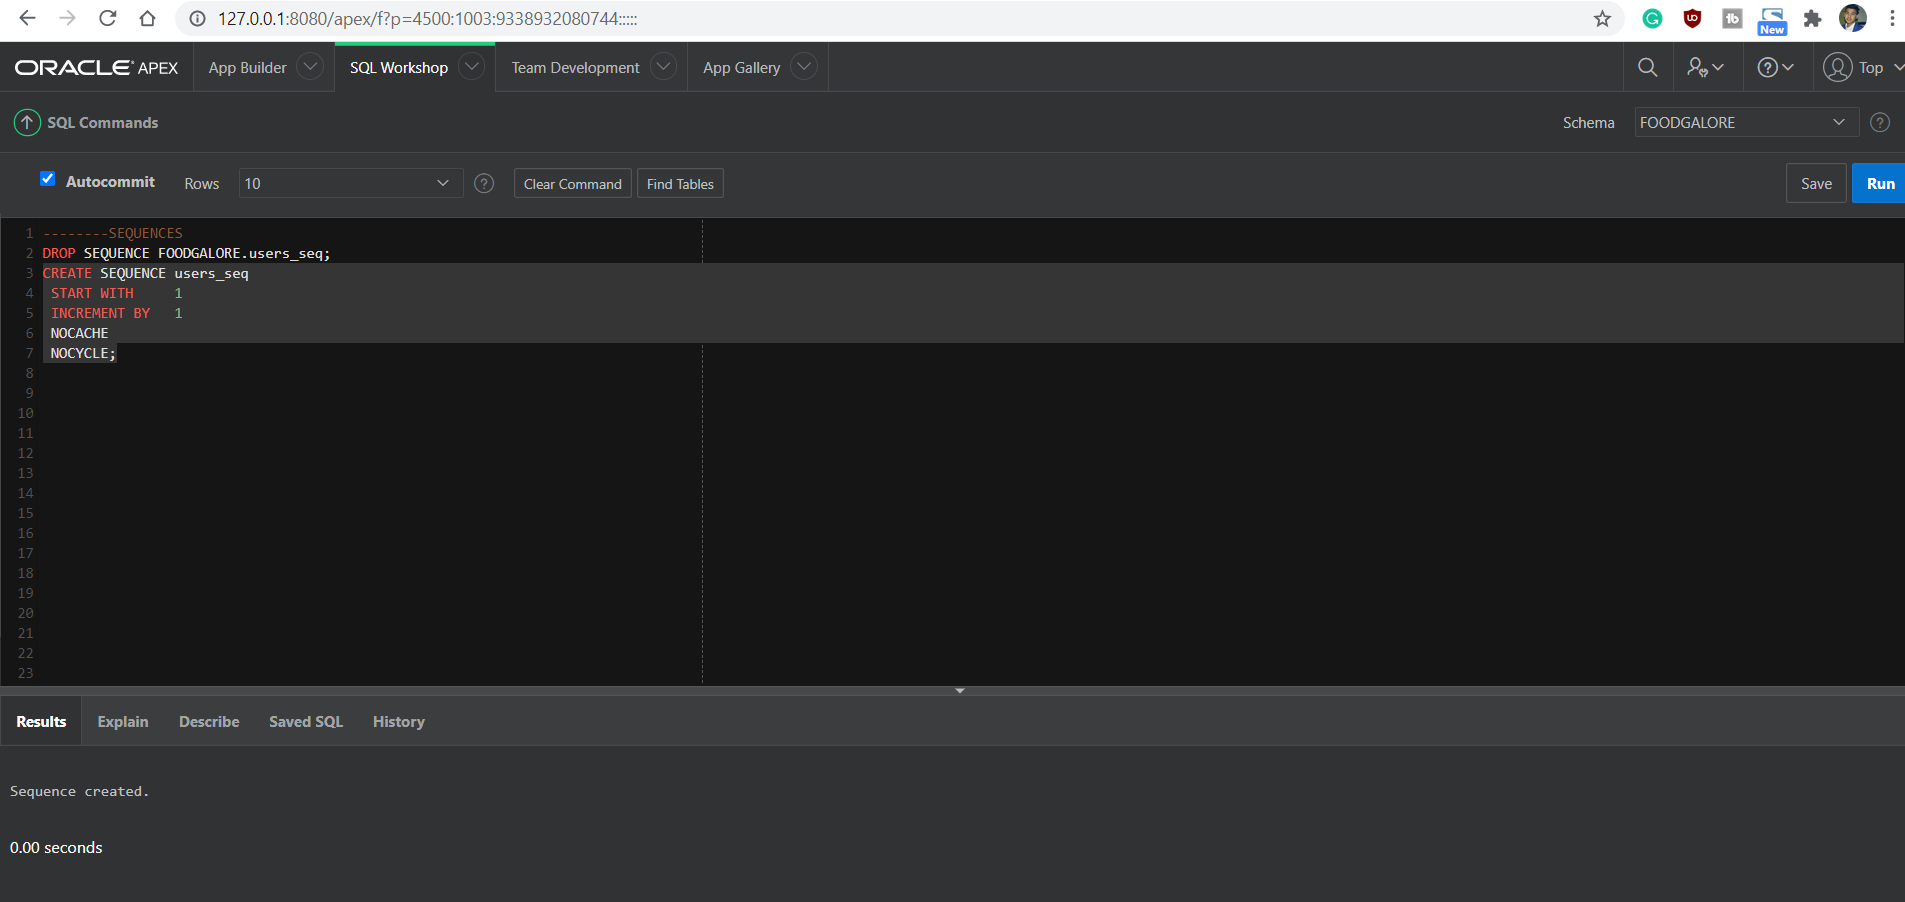 127.0.0.1:8080/apex/f?p=4500:1003:9338932080744:::::
New
ORACLE APEX App Builder SQL Workshop Team Development App Gallery Top
SQL Commands Schema FOODGALORE
Autocommit Rows 10 Clear Command Find Tables Save Run
1 --------SEQUENCES
2 DROP SEQUENCE FOODGALORE.users_seq;
3 CREATE SEQUENCE users_seq
4 START WITH     1
5 INCREMENT BY   1
6 NOCACHE
7 NOCYCLE;
8
9
10
11
12
13
14
15
16
17
18
19
20
21
22
23
Results Explain Describe Saved SQL History
Sequence created.
0.00 seconds